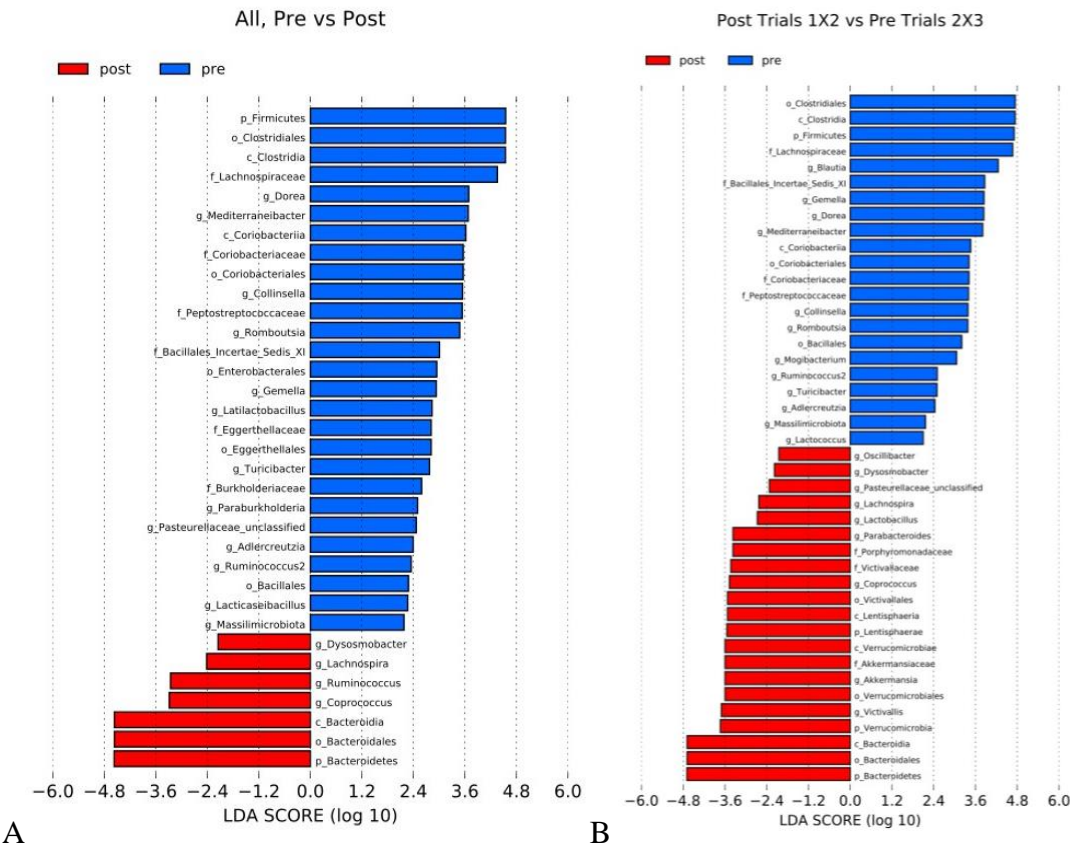 All, Pre vs Post
post pre
p_Firmicutes
o_Clostridiales
c_Clostridia
f_Lachnospiraceae
g_Dorea
g_Mediterraneibacter
c_Coriobacteriia
f_Coriobacteriaceae
o_Coriobacteriales
g_Collinsella
f_Peptostreptococcaceae
g_Romboutsia
f_Bacillales_Incertae_Sedis_XI
o_Enterobacterales
g_Gemella
g_Latilactobacillus
f_Eggerthellaceae
o_Eggerthellales
g_Turicibacter
f_Burkholderiaceae
g_Paraburkholderia
g_Pasteurellaceae_unclassified
g_Adlercreutzia
g_Ruminococcus2
o_Bacillales
g_Lacticaseibacillus
g_Massilimicrobiota
g_Dysosmobacter
g_Lachnospira
g_Ruminococcus
g_Coprococcus
c_Bacteroidia
o_Bacteroidales
p_Bacteroidetes
−6.0 −4.8 −3.6 −2.4 −1.2 0.0 1.2 2.4 3.6 4.8 6.0
LDA SCORE (log 10)
A
Post Trials 1X2 vs Pre Trials 2X3
post pre
o_Clostridiales
c_Clostridia
p_Firmicutes
f_Lachnospiraceae
g_Blautia
f_Bacillales_Incertae_Sedis_XI
g_Gemella
g_Dorea
g_Mediterraneibacter
c_Coriobacteriia
o_Coriobacteriales
f_Coriobacteriaceae
f_Peptostreptococcaceae
g_Collinsella
g_Romboutsia
o_Bacillales
g_Mogibacterium
g_Ruminococcus2
g_Turicibacter
g_Adlercreutzia
g_Massilimicrobiota
g_Lactococcus
g_Oscillibacter
g_Dysosmobacter
g_Pasteurellaceae_unclassified
g_Lachnospira
g_Lactobacillus
g_Parabacteroides
f_Porphyromonadaceae
f_Victivallaceae
g_Coprococcus
o_Victivallales
c_Lentisphaeria
p_Lentisphaerae
c_Verrucomicrobiae
f_Akkermansiaceae
g_Akkermansia
o_Verrucomicrobiales
g_Victivallis
p_Verrucomicrobia
c_Bacteroidia
o_Bacteroidales
p_Bacteroidetes
−6.0 −4.8 −3.6 −2.4 −1.2 0.0 1.2 2.4 3.6 4.8 6.0
LDA SCORE (log 10)
B